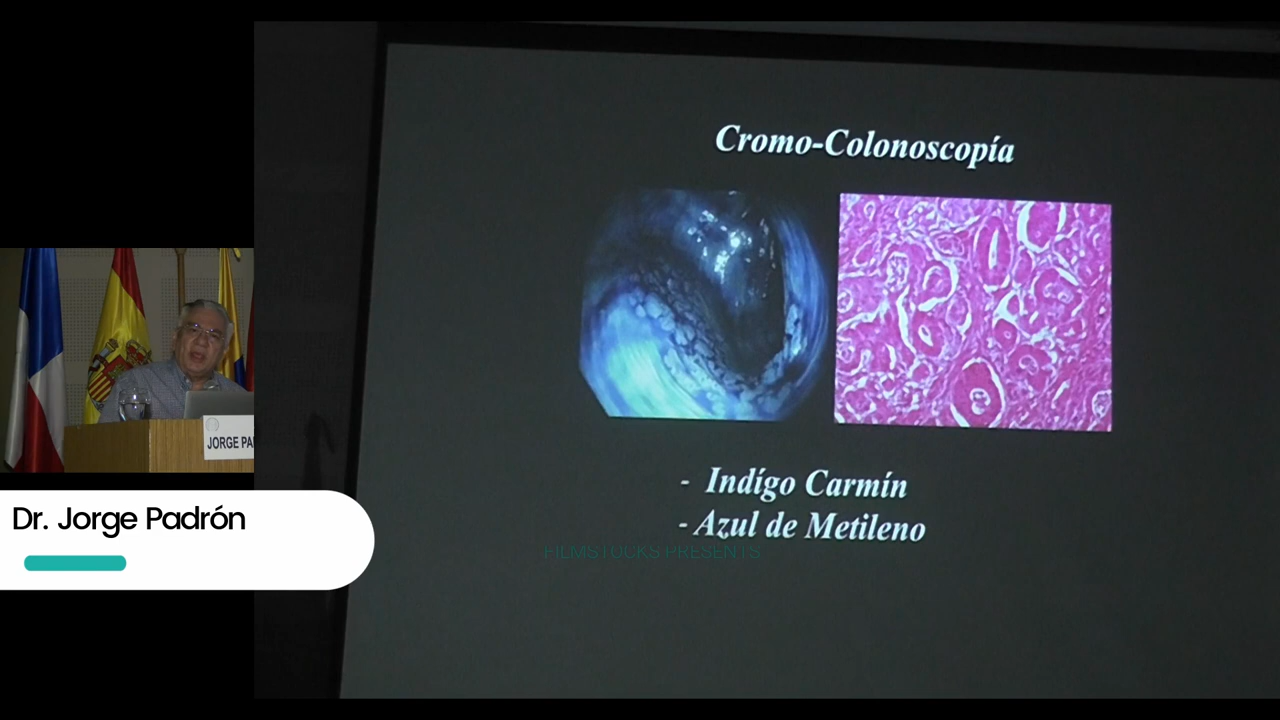 Cromo-Colonoscopía
- Indígo Carmín
- Azul de Metileno
FILMSTOCKS PRESENTS
JORGE PA
Dr. Jorge Padrón